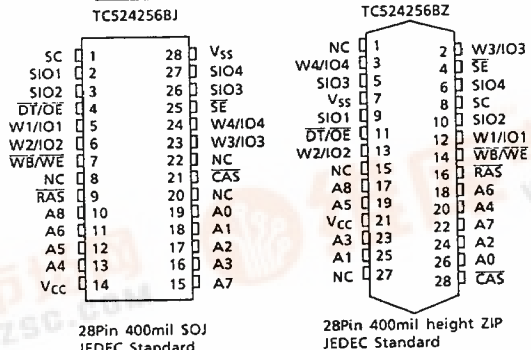 TC524256BJ
SC 1 28 VSS
SIO1 2 27 SIO4
SIO2 3 26 SIO3
DT/OE 4 25 SE
W1/IO1 5 24 W4/IO4
W2/IO2 6 23 W3/IO3
WB/WE 7 22 NC
NC 8 21 CAS
RAS 9 20 NC
A8 10 19 A0
A6 11 18 A1
A5 12 17 A2
A4 13 16 A3
VCC 14 15 A7
28Pin 400mil SOJ
JEDEC Standard
TC524256BZ
NC 1
2 W3/IO3
W4/IO4 3
4 SE
SIO3 5
6 SIO4
VSS 7
8 SC
SIO1 9
10 SIO2
DT/OE 11
12 W1/IO1
W2/IO2 13
14 WB/WE
NC 15
16 RAS
A8 17
18 A6
A5 19
20 A4
VCC 21
22 A7
A3 23
24 A2
A1 25
26 A0
NC 27
28 CAS
28Pin 400mil height ZIP
JEDEC Standard